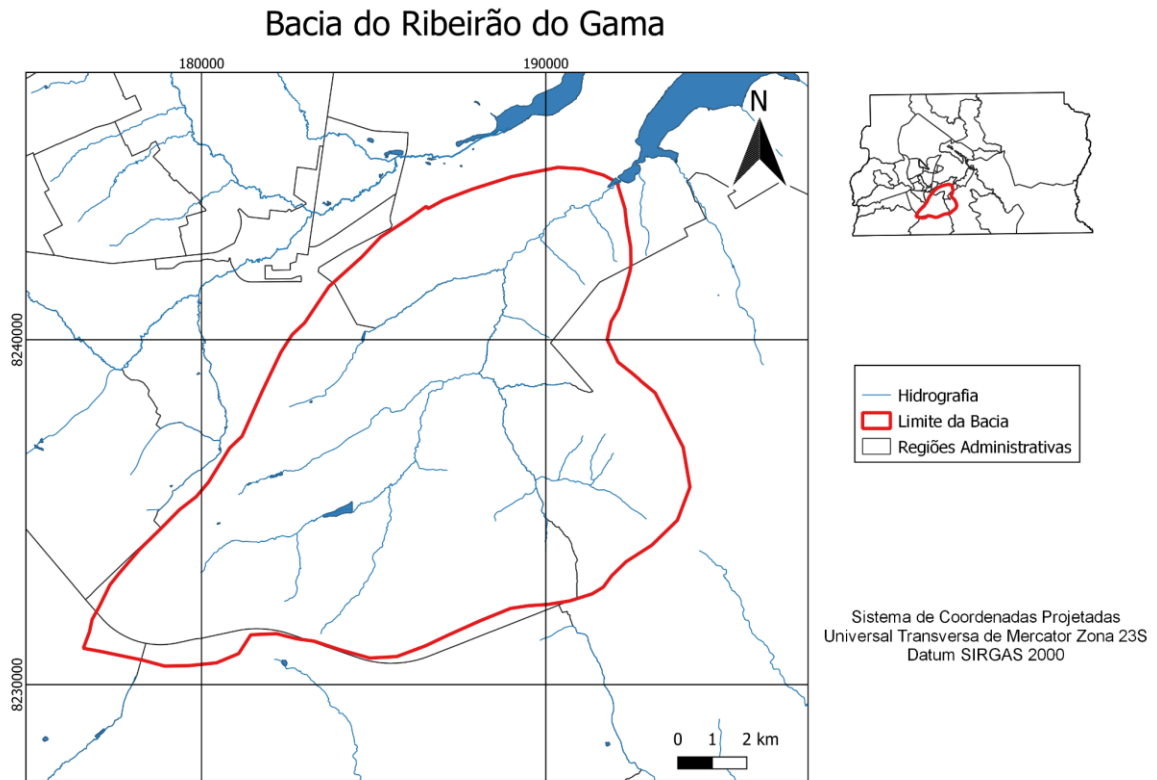 Bacia do Ribeirão do Gama
180000
190000
N
8240000
8230000
Hidrografia
Limite da Bacia
Regiões Administrativas
Sistema de Coordenadas Projetadas
Universal Transversa de Mercator Zona 23S
Datum SIRGAS 2000
0 1 2 km